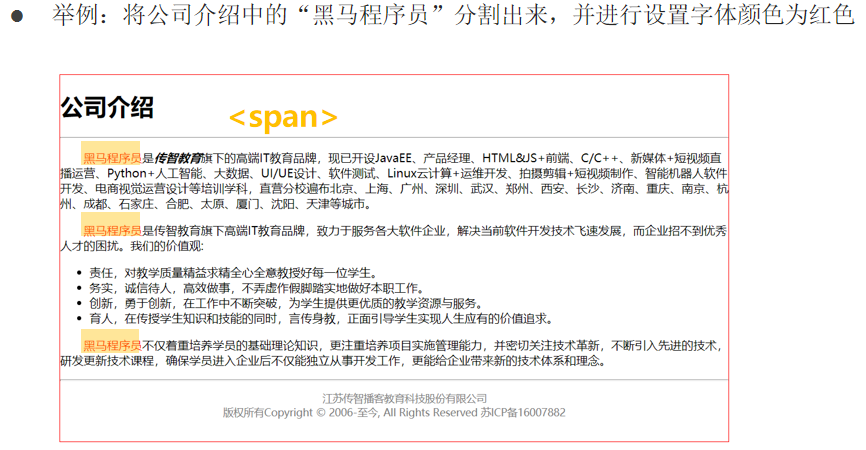 ● 举例：将公司介绍中的“黑马程序员”分割出来，并进行设置字体颜色为红色
公司介绍
<span>
黑马程序员是传智教育旗下的高端IT教育品牌，现已开设JavaEE、产品经理、HTML&JS+前端、C/C++、新媒体+短视频直
播运营、Python+人工智能、大数据、UI/UE设计、软件测试、Linux云计算+运维开发、拍摄剪辑+短视频制作、智能机器人软件
开发、电商视觉运营设计等培训学科，直营分校遍布北京、上海、广州、深圳、武汉、郑州、西安、长沙、济南、重庆、南京、杭
州、成都、石家庄、合肥、太原、厦门、沈阳、天津等城市。
黑马程序员是传智教育旗下高端IT教育品牌，致力于服务各大软件企业，解决当前软件开发技术飞速发展，而企业招不到优秀
人才的困扰。我们的价值观:
• 责任，对教学质量精益求精全心全意教授好每一位学生。
• 务实，诚信待人，高效做事，不弄虚作假脚踏实地做好本职工作。
• 创新，勇于创新，在工作中不断突破，为学生提供更优质的教学资源与服务。
• 育人，在传授学生知识和技能的同时，言传身教，正面引导学生实现人生应有的价值追求。
黑马程序员不仅着重培养学员的基础理论知识，更注重培养项目实施管理能力，并密切关注技术革新，不断引入先进的技术，
研发更新技术课程，确保学员进入企业后不仅能独立从事开发工作，更能给企业带来新的技术体系和理念。
江苏传智播客教育科技股份有限公司
版权所有Copyright © 2006-至今, All Rights Reserved 苏ICP备16007882